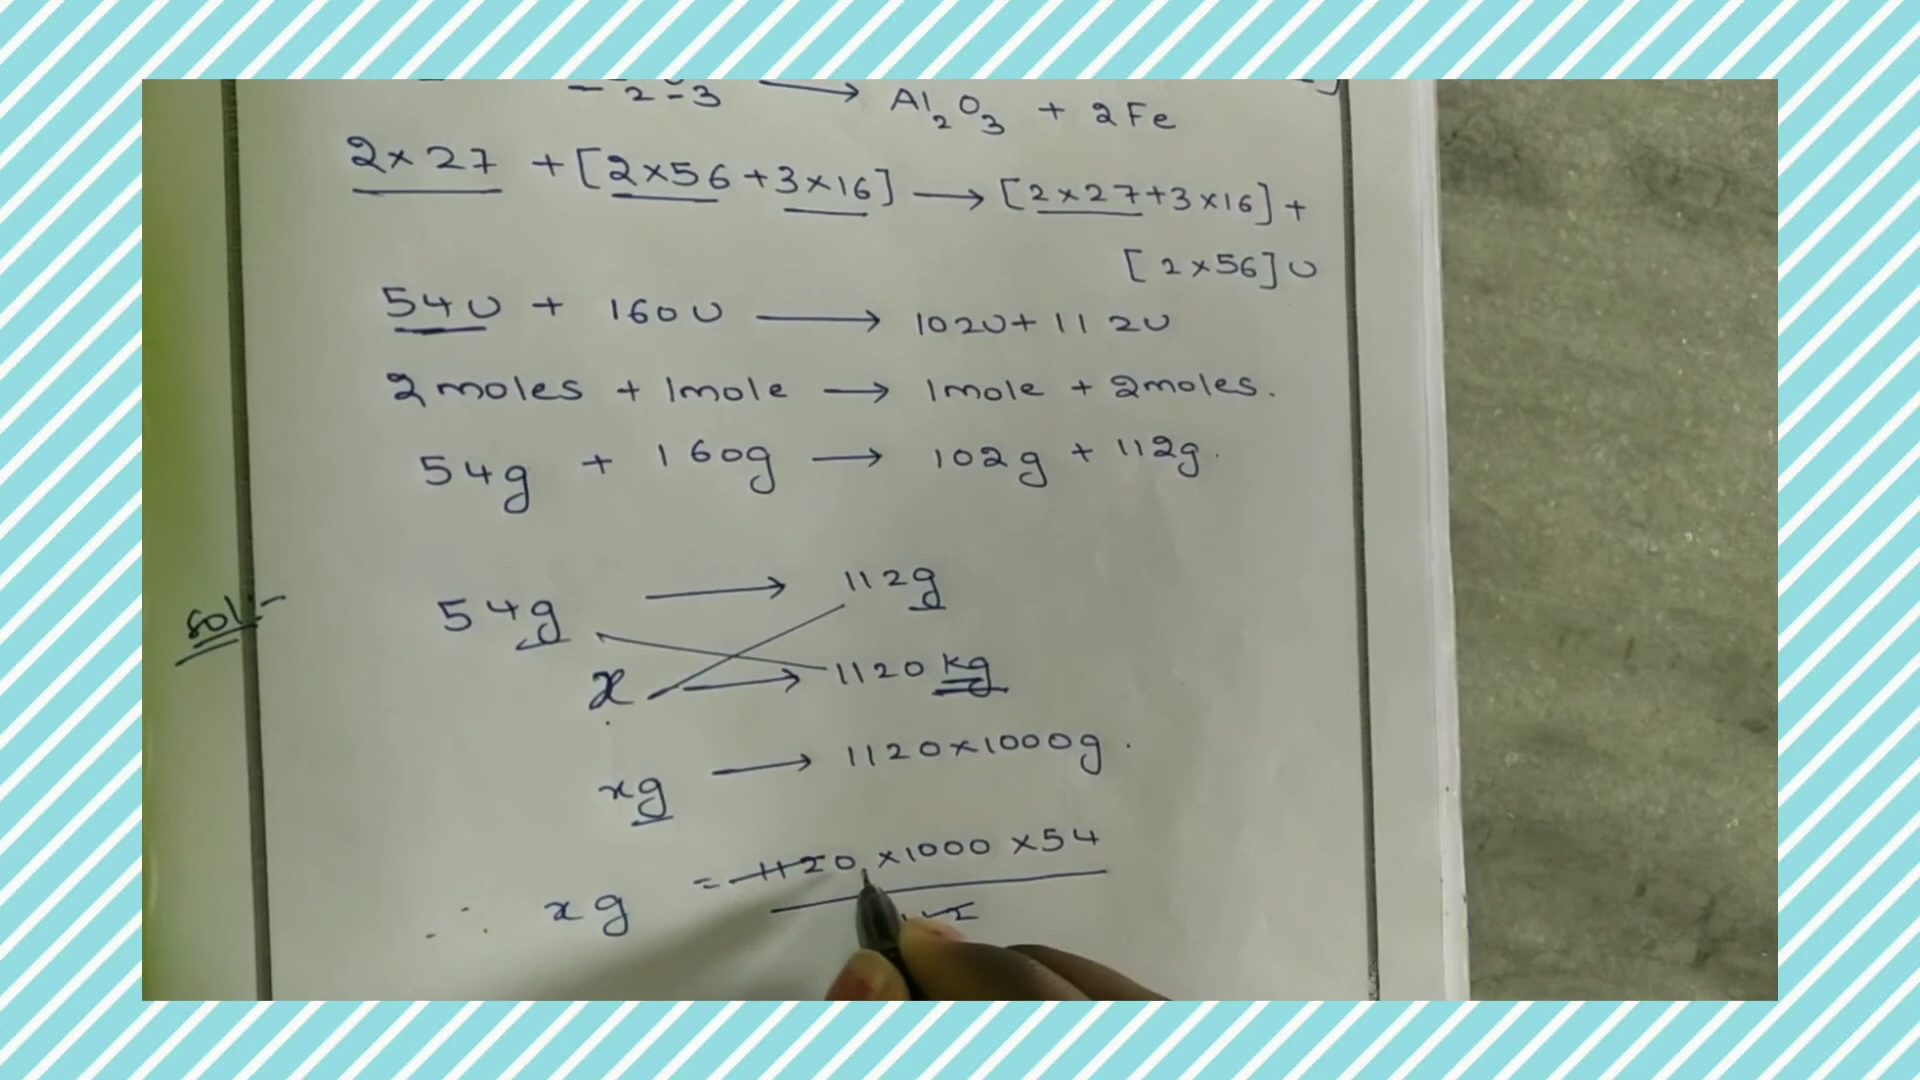 Al₂O₃ + 2Fe
2×27 + [2×56+3×16] → [2×27+3×16] +
[2×56]U
54U + 160U → 102U + 112U
2moles + 1mole → 1mole + 2moles.
54g + 160g → 102g + 112g.
sol:-
54g → 112g
x → 1120 kg
xg → 1120×1000g.
∴ xg = 1120×1000×54